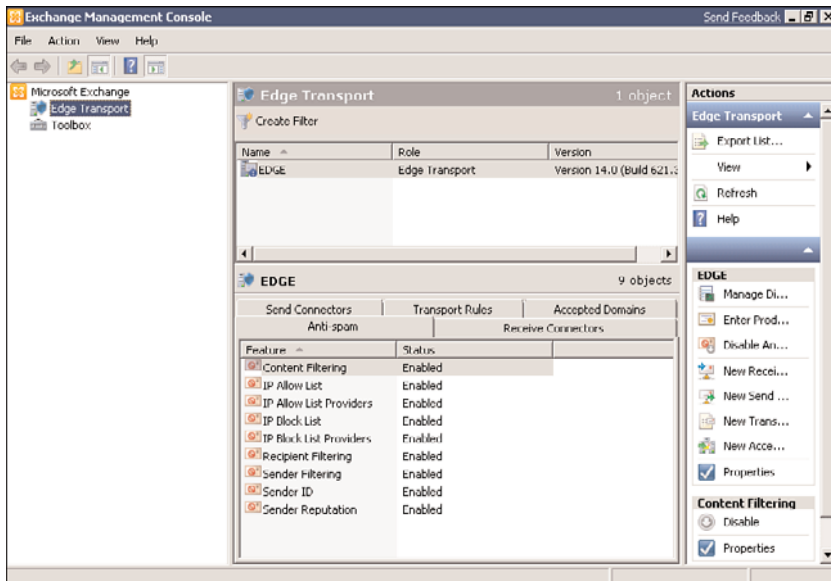 Exchange Management Console
Send Feedback
File Action View Help
Microsoft Exchange
Edge Transport
Toolbox
Edge Transport 1 object
Create Filter
Name Role Version
EDGE Edge Transport Version 14.0 (Build 621.
EDGE 9 objects
Send Connectors Transport Rules Accepted Domains
Anti-spam Receive Connectors
Feature Status
Content Filtering Enabled
IP Allow List Enabled
IP Allow List Providers Enabled
IP Block List Enabled
IP Block List Providers Enabled
Recipient Filtering Enabled
Sender Filtering Enabled
Sender ID Enabled
Sender Reputation Enabled
Actions
Edge Transport
Export List...
View
Refresh
Help
EDGE
Manage Di...
Enter Prod...
Disable An...
New Recei...
New Send ...
New Trans...
New Acce...
Properties
Content Filtering
Disable
Properties